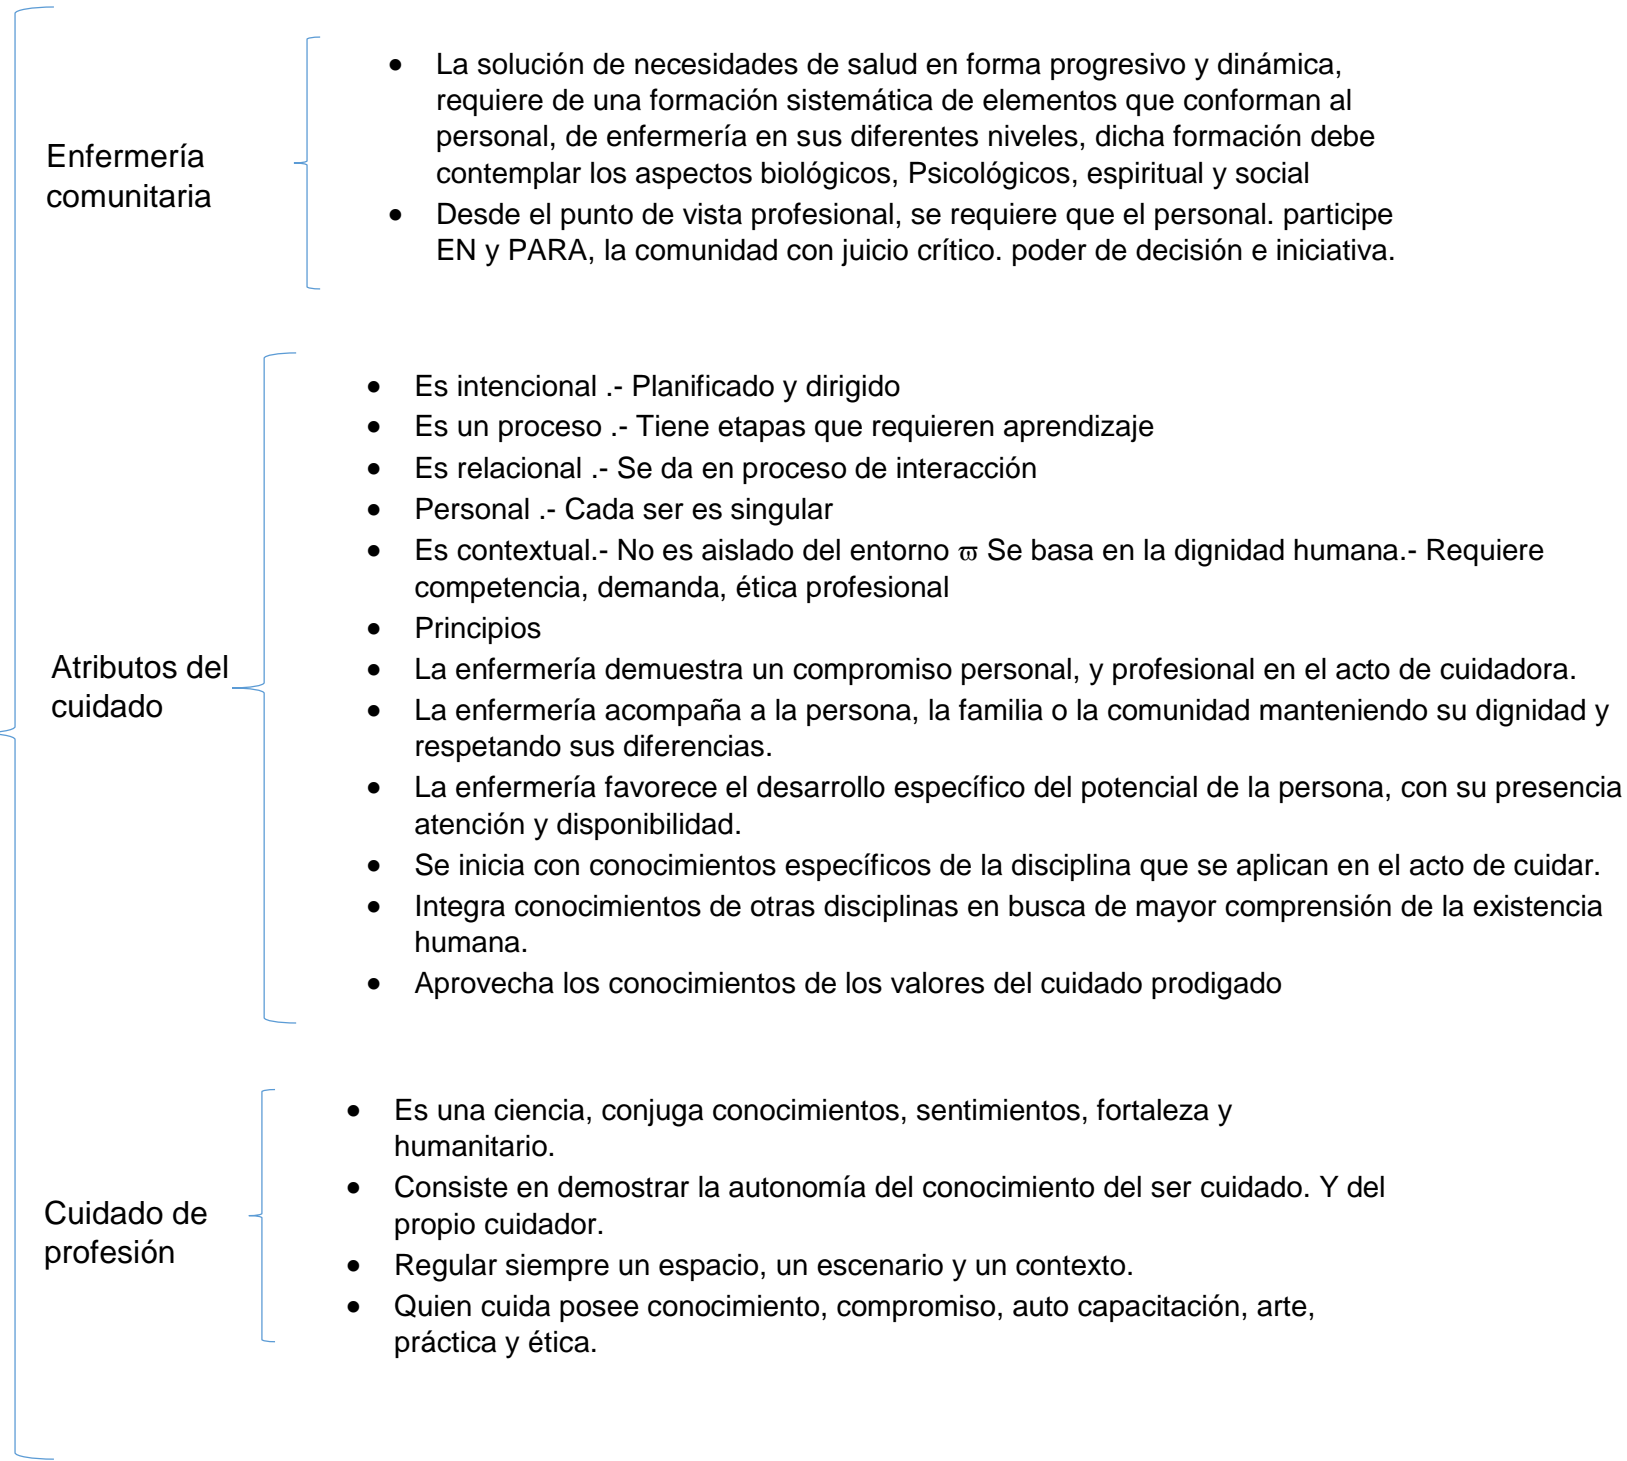 Enfermería
comunitaria
• La solución de necesidades de salud en forma progresivo y dinámica,
requiere de una formación sistemática de elementos que conforman al
personal, de enfermería en sus diferentes niveles, dicha formación debe
contemplar los aspectos biológicos, Psicológicos, espiritual y social
• Desde el punto de vista profesional, se requiere que el personal. participe
EN y PARA, la comunidad con juicio crítico. poder de decisión e iniciativa.
Atributos del
cuidado
• Es intencional .- Planificado y dirigido
• Es un proceso .- Tiene etapas que requieren aprendizaje
• Es relacional .- Se da en proceso de interacción
• Personal .- Cada ser es singular
• Es contextual.- No es aislado del entorno ϖ Se basa en la dignidad humana.- Requiere
competencia, demanda, ética profesional
• Principios
• La enfermería demuestra un compromiso personal, y profesional en el acto de cuidadora.
• La enfermería acompaña a la persona, la familia o la comunidad manteniendo su dignidad y
respetando sus diferencias.
• La enfermería favorece el desarrollo específico del potencial de la persona, con su presencia
atención y disponibilidad.
• Se inicia con conocimientos específicos de la disciplina que se aplican en el acto de cuidar.
• Integra conocimientos de otras disciplinas en busca de mayor comprensión de la existencia
humana.
• Aprovecha los conocimientos de los valores del cuidado prodigado
Cuidado de
profesión
• Es una ciencia, conjuga conocimientos, sentimientos, fortaleza y
humanitario.
• Consiste en demostrar la autonomía del conocimiento del ser cuidado. Y del
propio cuidador.
• Regular siempre un espacio, un escenario y un contexto.
• Quien cuida posee conocimiento, compromiso, auto capacitación, arte,
práctica y ética.